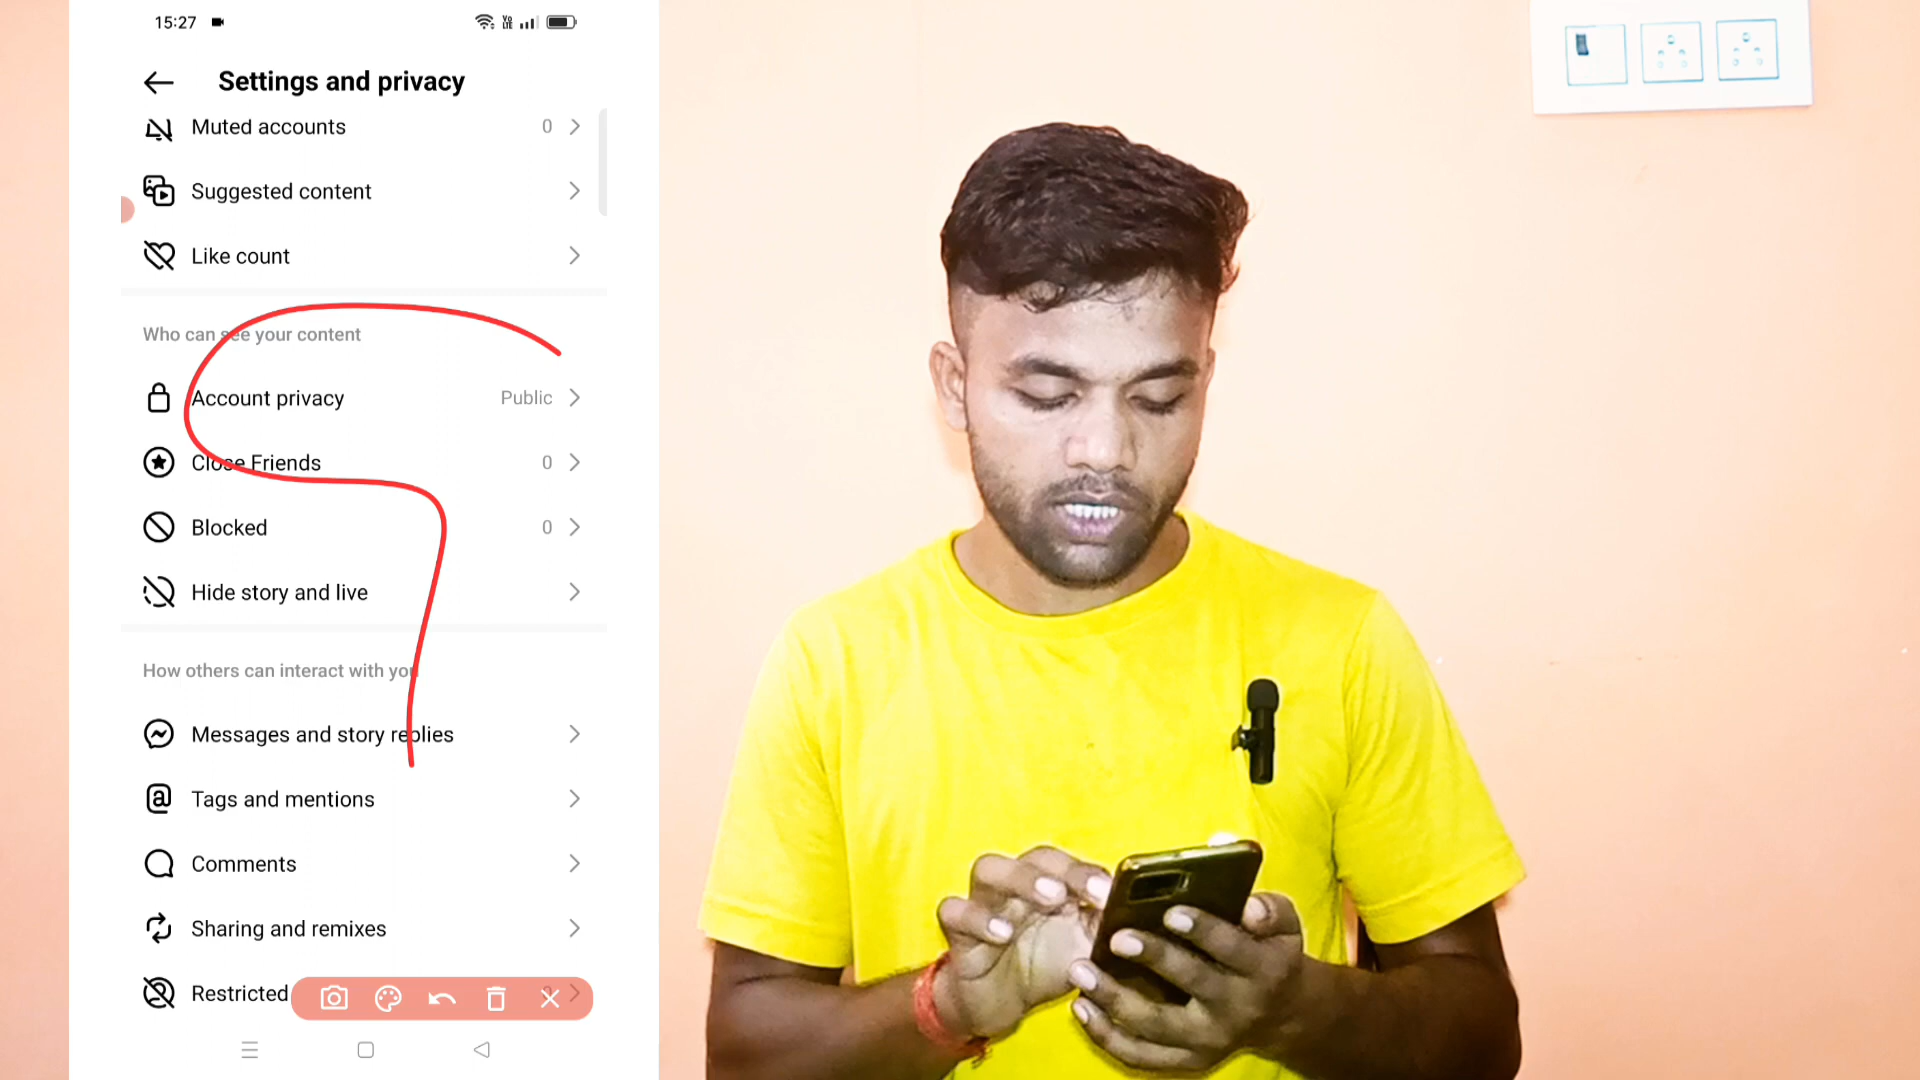 15:27
Vo LTE
Settings and privacy
Muted accounts 0
Suggested content
Like count
Who can see your content
Account privacy Public
Close Friends 0
Blocked 0
Hide story and live
How others can interact with you
Messages and story replies
Tags and mentions
Comments
Sharing and remixes
Restricted